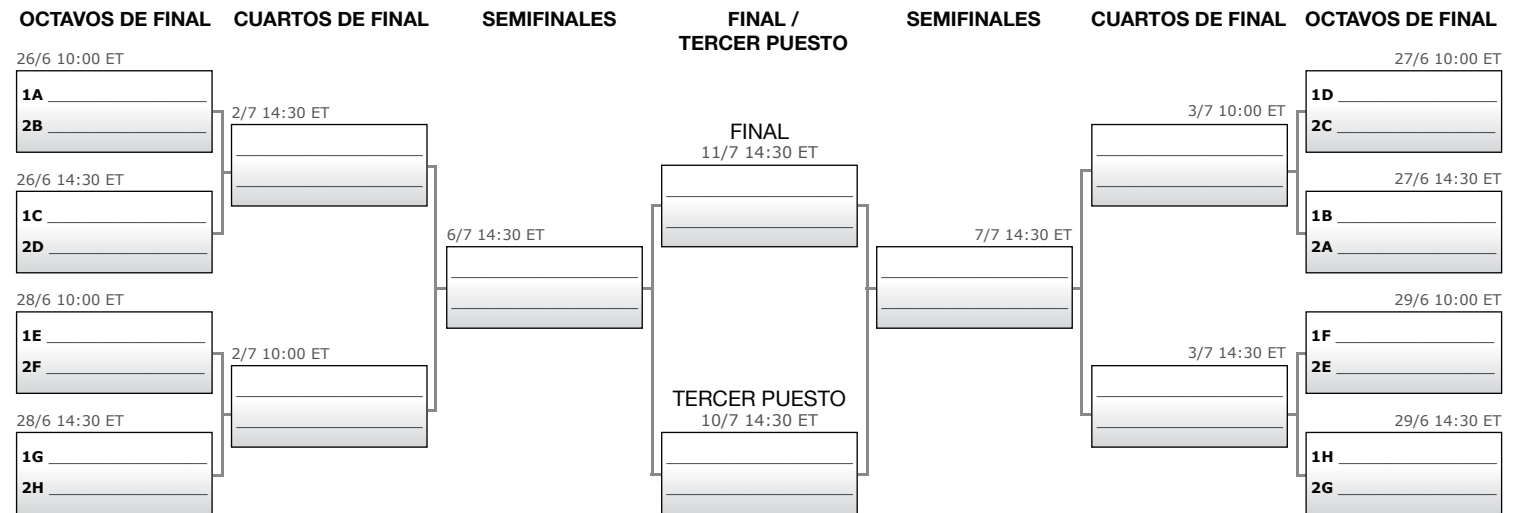 OCTAVOS DE FINAL
CUARTOS DE FINAL
SEMIFINALES
FINAL /
TERCER PUESTO
SEMIFINALES
CUARTOS DE FINAL
OCTAVOS DE FINAL
26/6 10:00 ET
1A
2B
26/6 14:30 ET
1C
2D
28/6 10:00 ET
1E
2F
28/6 14:30 ET
1G
2H
2/7 14:30 ET
2/7 10:00 ET
6/7 14:30 ET
FINAL
11/7 14:30 ET
TERCER PUESTO
10/7 14:30 ET
7/7 14:30 ET
3/7 10:00 ET
3/7 14:30 ET
27/6 10:00 ET
1D
2C
27/6 14:30 ET
1B
2A
29/6 10:00 ET
1F
2E
29/6 14:30 ET
1H
2G